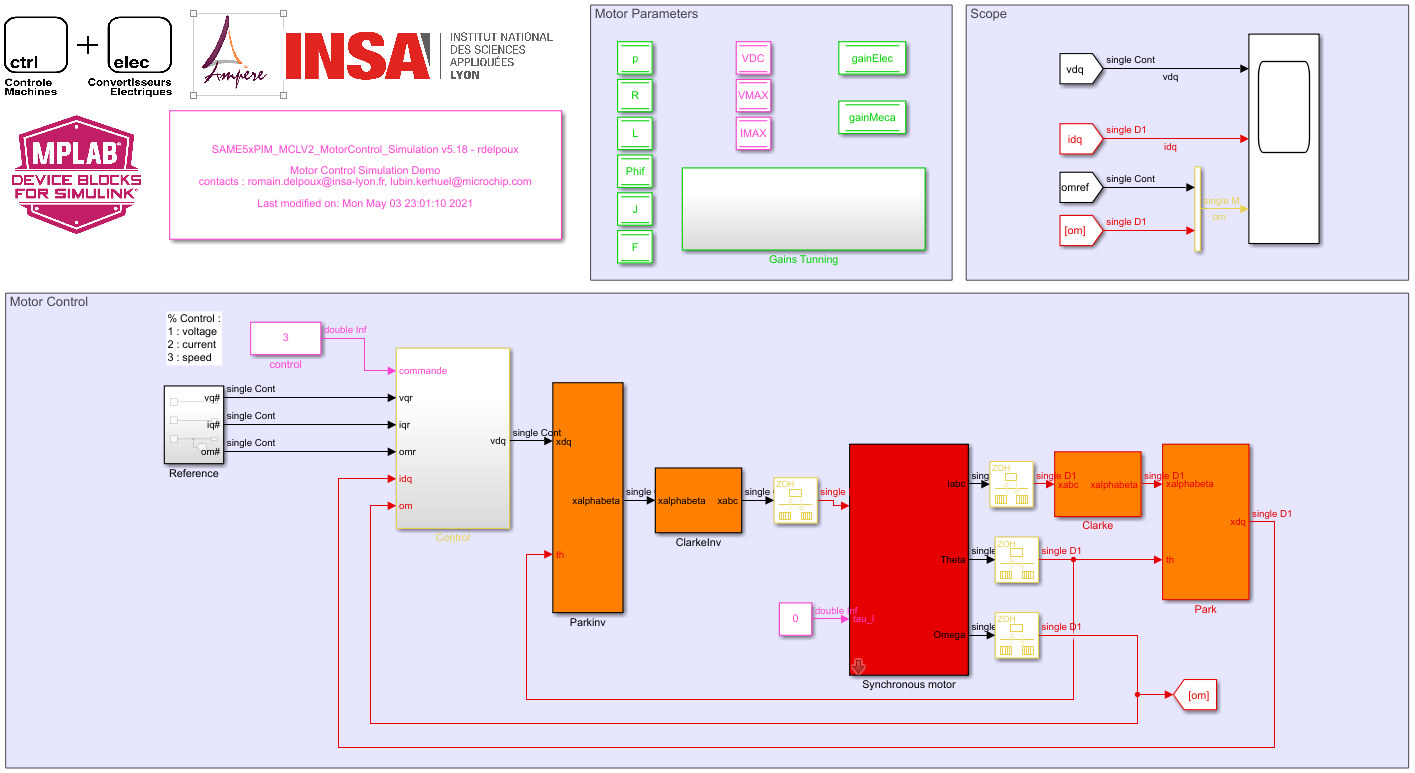 ctrl
Controle
Machines
+
elec
Convertisseurs
Electriques
Ampère
INSA
INSTITUT NATIONAL
DES SCIENCES
APPLIQUÉES
LYON
MPLAB®
DEVICE BLOCKS
FOR SIMULINK®
SAME5xPIM_MCLV2_MotorControl_Simulation v5.18 - rdelpoux
Motor Control Simulation Demo
contacts : romain.delpoux@insa-lyon.fr, lubin.kerhuel@microchip.com
Last modified on: Mon May 03 23:01:10 2021
Motor Parameters
p
R
L
Phif
J
F
VDC
VMAX
IMAX
gainElec
gainMeca
Gains Tunning
Scope
vdq
single Cont
vdq
idq
single D1
idq
omref
single Cont
[om]
single D1
single M
om
Motor Control
% Control :
1 : voltage
2 : current
3 : speed
3
control
double Inf
vq#
iq#
om#
Reference
single Cont
single Cont
single Cont
commande
vqr
iqr
omr
idq
om
vdq
Control
single Cont
xdq
xalphabeta
th
Parkinv
single
xalphabeta
xabc
ClarkeInv
single
ZOH
single
0
double Inf
tau_l
iabc
Theta
Omega
Synchronous motor
sing
ZOH
single D1
xabc
xalphabeta
Clarke
single D1
single
ZOH
single D1
single
ZOH
single D1
xalphabeta
xdq
th
Park
single D1
[om]